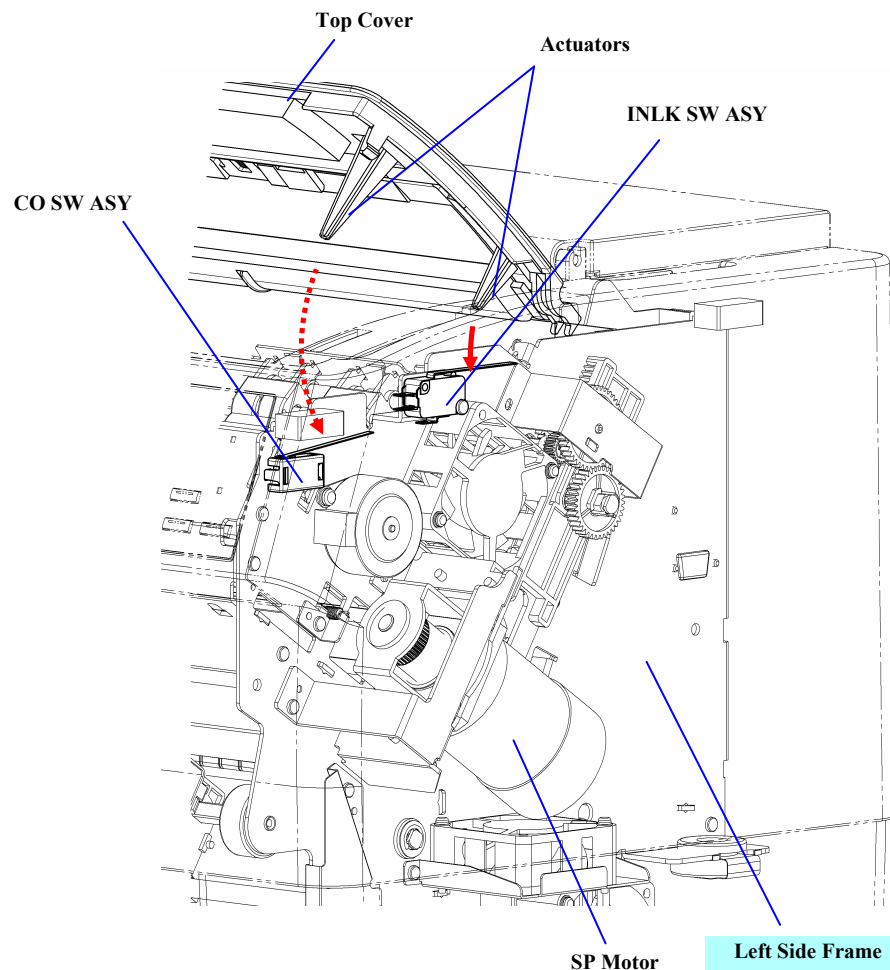 Top Cover
Actuators
INLK SW ASY
CO SW ASY
SP Motor
Left Side Frame